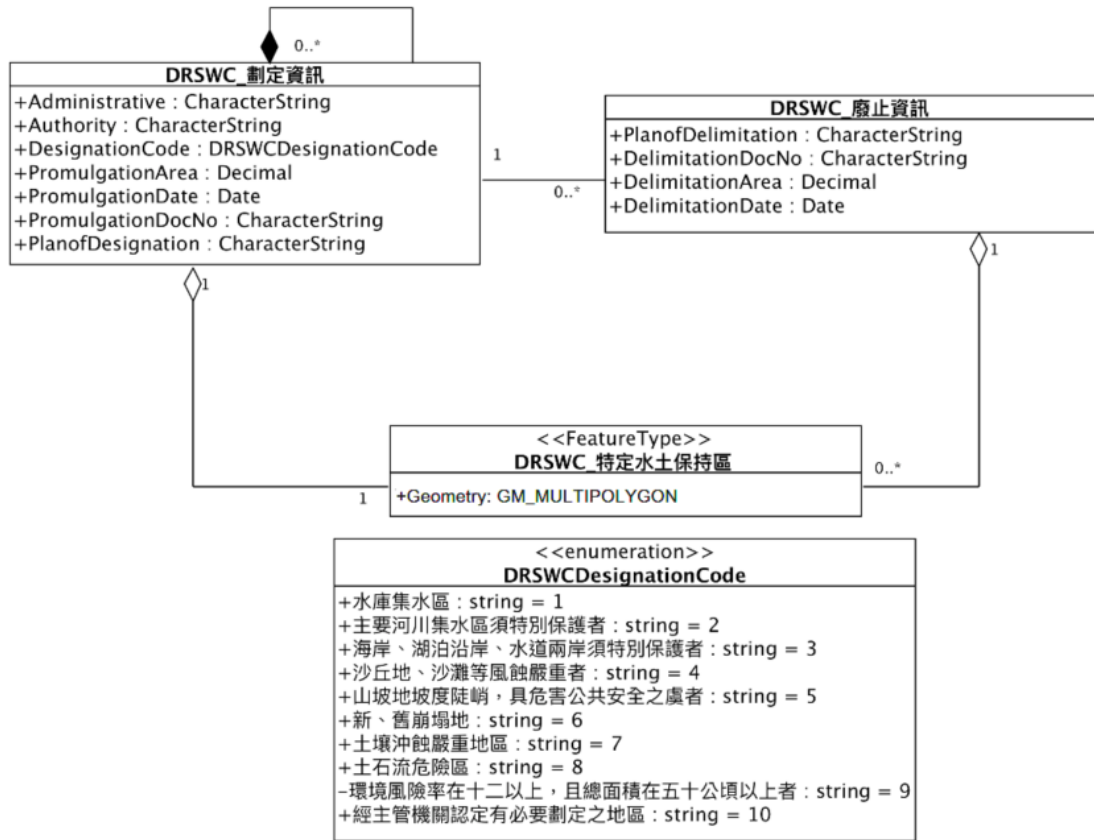 0..*
DRSWC_劃定資訊
+Administrative : CharacterString
+Authority : CharacterString
+DesignationCode : DRSWCDesignationCode
+PromulgationArea : Decimal
+PromulgationDate : Date
+PromulgationDocNo : CharacterString
+PlanofDesignation : CharacterString
1
0..*
DRSWC_廢止資訊
+PlanofDelimitation : CharacterString
+DelimitationDocNo : CharacterString
+DelimitationArea : Decimal
+DelimitationDate : Date
1
1
<<FeatureType>>
DRSWC_特定水土保持區
+Geometry: GM_MULTIPOLYGON
1
0..*
<<enumeration>>
DRSWCDesignationCode
+水庫集水區 : string = 1
+主要河川集水區須特別保護者 : string = 2
+海岸、湖泊沿岸、水道兩岸須特別保護者 : string = 3
+沙丘地、沙灘等風蝕嚴重者 : string = 4
+山坡地坡度陡峭，具危害公共安全之虞者 : string = 5
+新、舊崩塌地 : string = 6
+土壤沖蝕嚴重地區 : string = 7
+土石流危險區 : string = 8
-環境風險率在十二以上，且總面積在五十公頃以上者 : string = 9
+經主管機關認定有必要劃定之地區 : string = 10